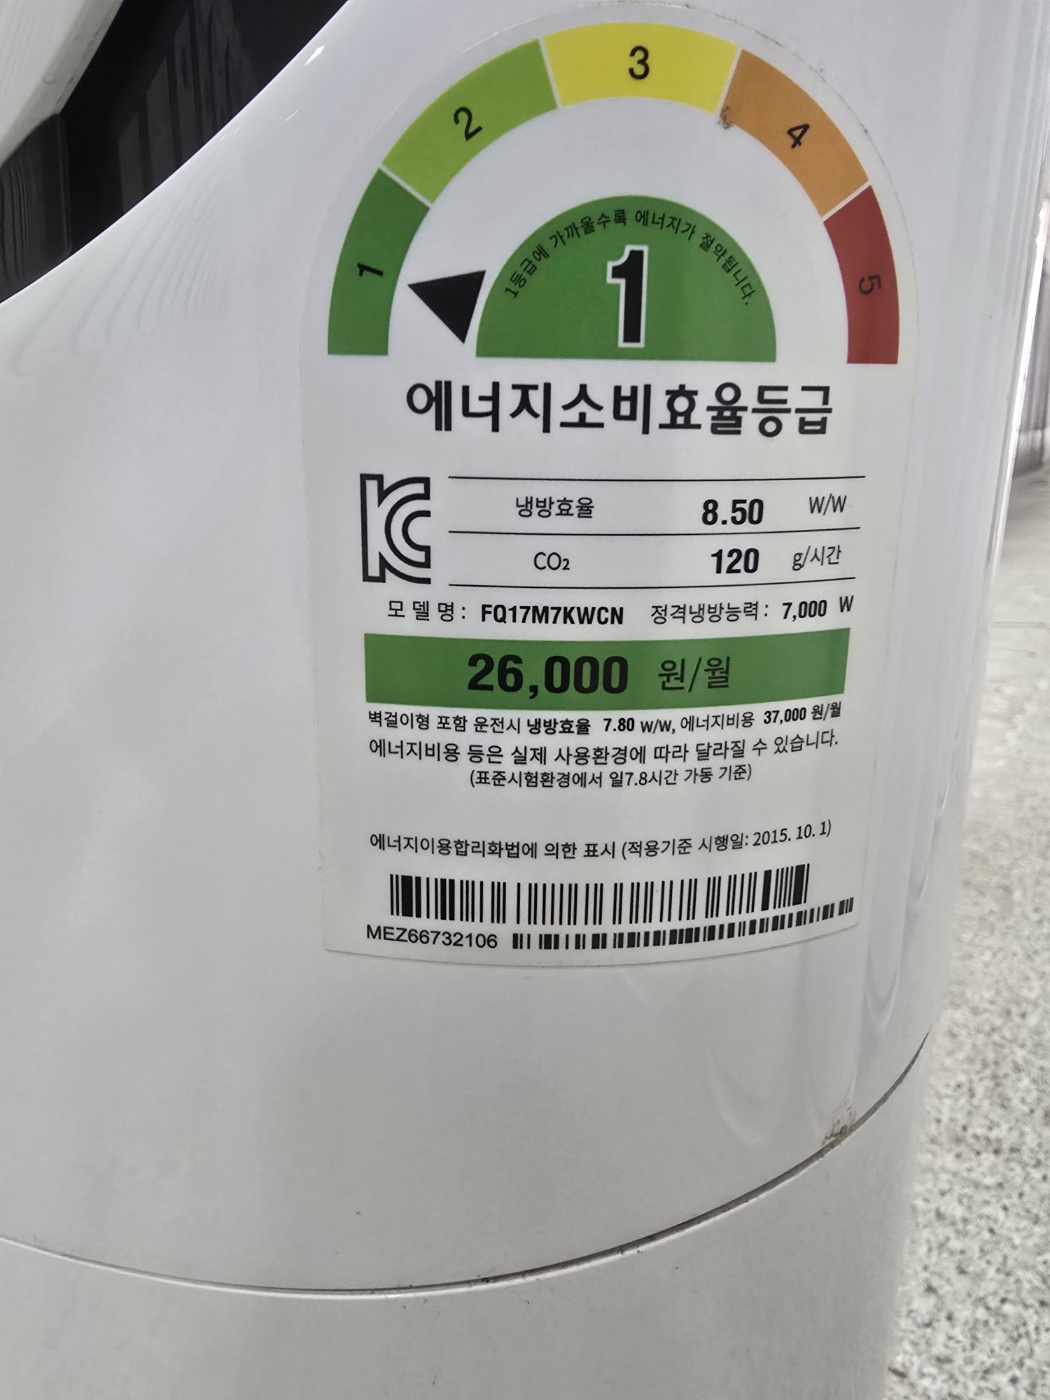 1 2 3 4 5
1등급에 가까울수록 에너지가 절약됩니다.
1
에너지소비효율등급
냉방효율 8.50 W/W
CO₂ 120 g/시간
모델명: FQ17M7KWCN 정격냉방능력: 7,000 W
26,000 원/월
벽걸이형 포함 운전시 냉방효율 7.80 W/W, 에너지비용 37,000 원/월
에너지비용 등은 실제 사용환경에 따라 달라질 수 있습니다.
(표준시험환경에서 일7.8시간 가동 기준)
에너지이용합리화법에 의한 표시 (적용기준 시행일: 2015. 10. 1)
MEZ66732106